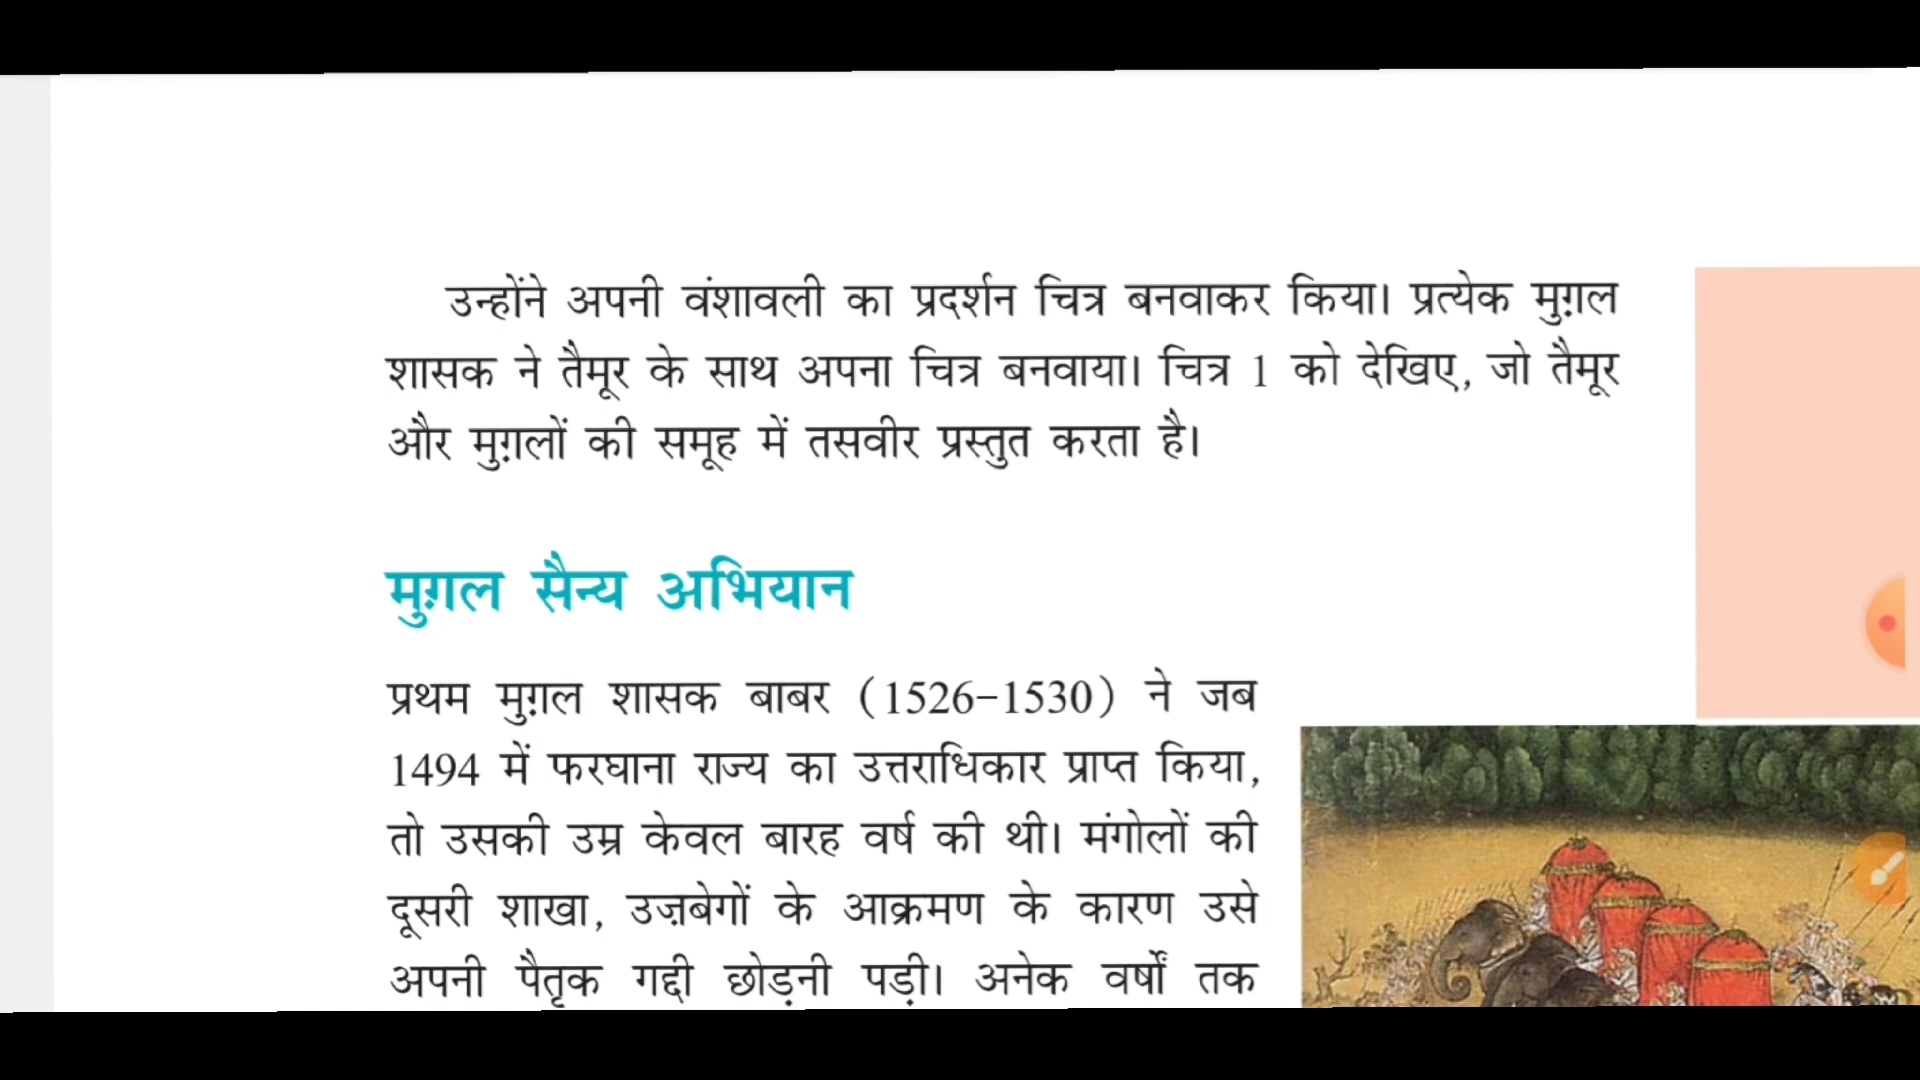 उन्होंने अपनी वंशावली का प्रदर्शन चित्र बनवाकर किया। प्रत्येक मुग़ल
शासक ने तैमूर के साथ अपना चित्र बनवाया। चित्र 1 को देखिए, जो तैमूर
और मुग़लों की समूह में तसवीर प्रस्तुत करता है।
मुग़ल सैन्य अभियान
प्रथम मुग़ल शासक बाबर (1526–1530) ने जब
1494 में फरघाना राज्य का उत्तराधिकार प्राप्त किया,
तो उसकी उम्र केवल बारह वर्ष की थी। मंगोलों की
दूसरी शाखा, उज़बेगों के आक्रमण के कारण उसे
अपनी पैतृक गद्दी छोड़नी पड़ी। अनेक वर्षों तक